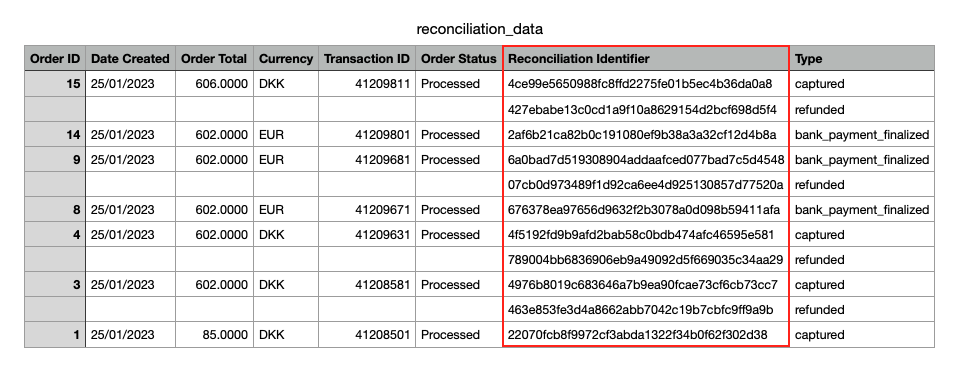 reconciliation_data
Order ID Date Created Order Total Currency Transaction ID Order Status Reconciliation Identifier Type
15 25/01/2023 606.0000 DKK 41209811 Processed 4ce99e5650988fc8ffd2275fe01b5ec4b36da0a8 captured
427ebabe13c0cd1a9f10a8629154d2bcf698d5f4 refunded
14 25/01/2023 602.0000 EUR 41209801 Processed 2af6b21ca82b0c191080ef9b38a3a32cf12d4b8a bank_payment_finalized
9 25/01/2023 602.0000 EUR 41209681 Processed 6a0bad7d519308904addaafced077bad7c5d4548 bank_payment_finalized
07cb0d973489f1d92ca6ee4d925130857d77520a refunded
8 25/01/2023 602.0000 EUR 41209671 Processed 676378ea97656d9632f2b3078a0d098b59411afa bank_payment_finalized
4 25/01/2023 602.0000 DKK 41209631 Processed 4f5192fd9b9afd2bab58c0bdb474afc46595e581 captured
789004bb6836906eb9a49092d5f669035c34aa29 refunded
3 25/01/2023 602.0000 DKK 41208581 Processed 4976b8019c683646a7b9ea90fcae73cf6cb73cc7 captured
463e853fe3d4a8662abb7042c19b7cbfc9ff9a9b refunded
1 25/01/2023 85.0000 DKK 41208501 Processed 22070fcb8f9972cf3abda1322f34b0f62f302d38 captured